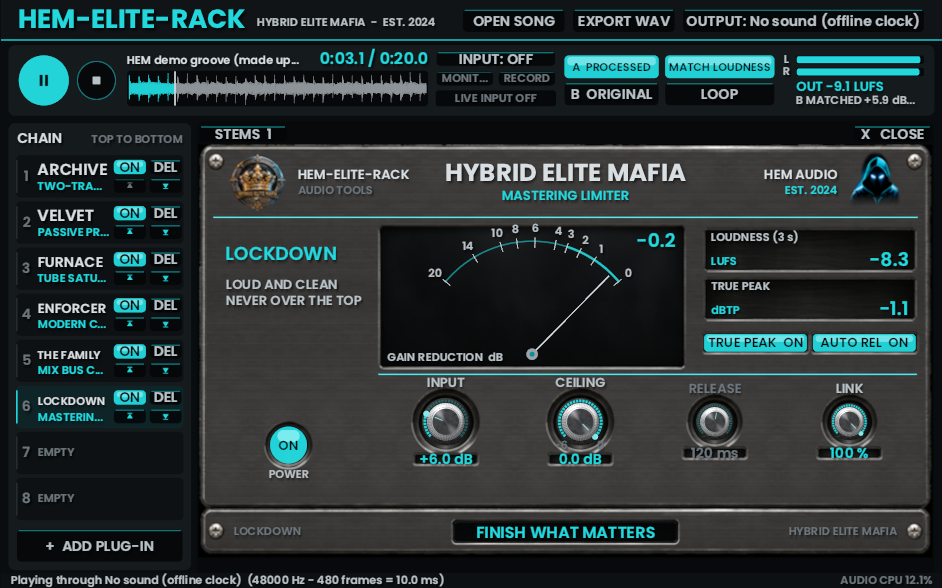 HEM-ELITE-RACK HYBRID ELITE MAFIA - EST. 2024 OPEN SONG EXPORT WAV OUTPUT: No sound (offline clock)
HEM demo groove (made up... 0:03.1 / 0:20.0
INPUT: OFF
MONIT... RECORD
LIVE INPUT OFF
A PROCESSED
B ORIGINAL
MATCH LOUDNESS
LOOP
L
R
OUT -9.1 LUFS
B MATCHED +5.9 dB...
CHAIN TOP TO BOTTOM
1 ARCHIVE ON DEL
TWO-TRA...
2 VELVET ON DEL
PASSIVE PR...
3 FURNACE ON DEL
TUBE SATU...
4 ENFORCER ON DEL
MODERN C...
5 THE FAMILY ON DEL
MIX BUS C...
6 LOCKDOWN ON DEL
MASTERIN...
7 EMPTY
8 EMPTY
+ ADD PLUG-IN
STEMS 1 X CLOSE
HEM-ELITE-RACK
AUDIO TOOLS
HYBRID ELITE MAFIA
MASTERING LIMITER
HEM AUDIO
EST. 2024
LOCKDOWN
LOUD AND CLEAN
NEVER OVER THE TOP
20 14 10 8 6 4 3 2 1 0
-0.2
GAIN REDUCTION dB
LOUDNESS (3 s)
LUFS -8.3
TRUE PEAK
dBTP -1.1
TRUE PEAK ON AUTO REL ON
ON
POWER
INPUT
+6.0 dB
CEILING
0.0 dB
RELEASE
120 ms
LINK
100 %
LOCKDOWN FINISH WHAT MATTERS HYBRID ELITE MAFIA
Playing through No sound (offline clock) (48000 Hz - 480 frames = 10.0 ms) AUDIO CPU 12.1%